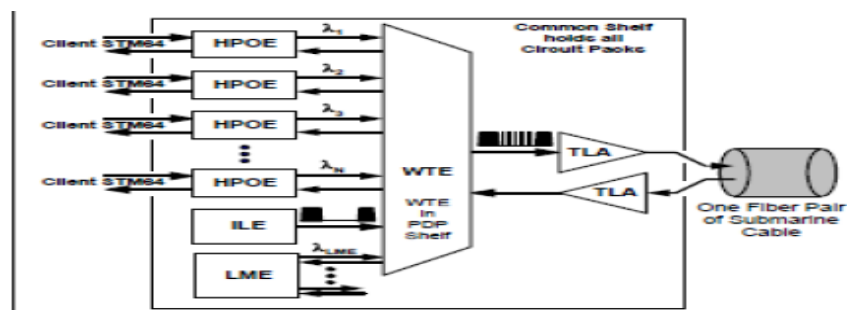 Common Shelf
holds all
Circuit Packs
Client STM64
HPOE
λ1
Client STM64
HPOE
λ2
Client STM64
HPOE
λ3
Client STM64
HPOE
λN
ILE
LME
λLME
WTE
WTE
in
PDP
Shelf
TLA
TLA
One Fiber Pair
of Submarine
Cable